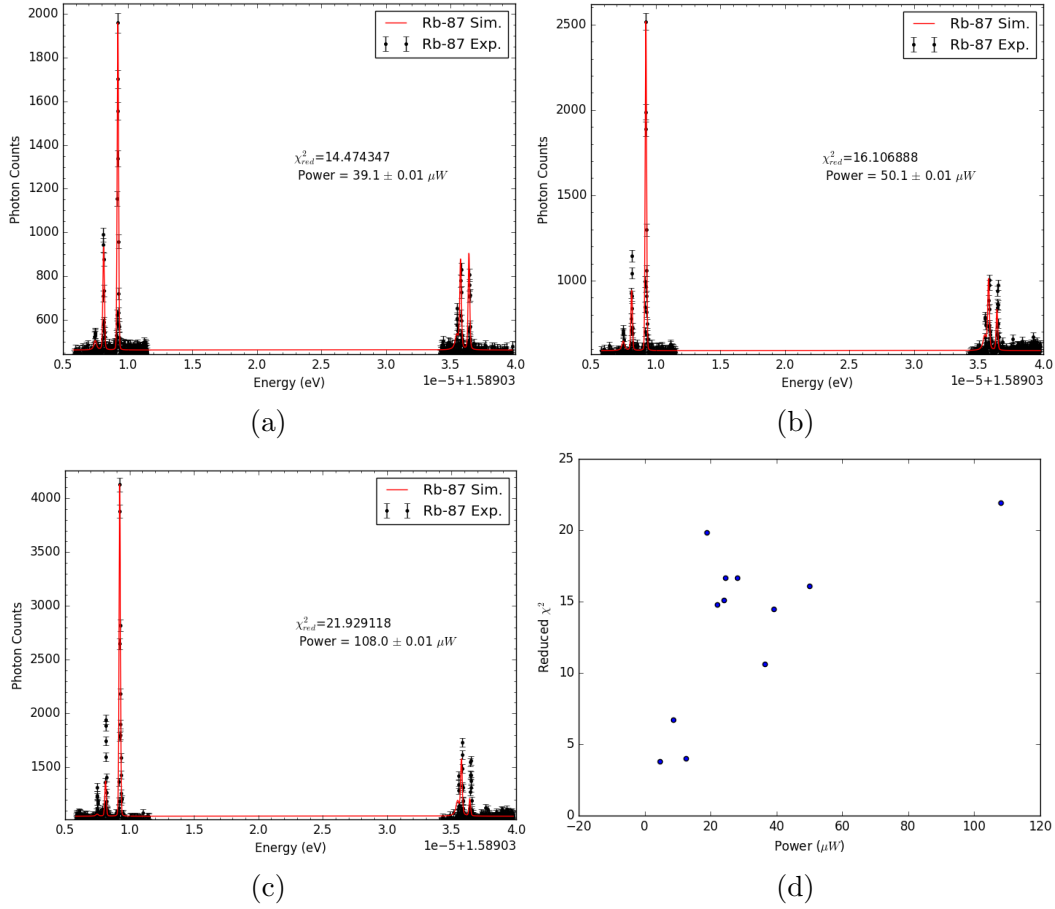 2000
1800
1600
1400
1200
1000
800
600
Photon Counts
Rb-87 Sim.
Rb-87 Exp.
χ²red=14.474347
Power = 39.1 ± 0.01 μW
0.5 1.0 1.5 2.0 2.5 3.0 3.5 4.0
Energy (eV)
1e−5+1.58903
(a)
2500
2000
1500
1000
Photon Counts
Rb-87 Sim.
Rb-87 Exp.
χ²red=16.106888
Power = 50.1 ± 0.01 μW
0.5 1.0 1.5 2.0 2.5 3.0 3.5 4.0
Energy (eV)
1e−5+1.58903
(b)
4000
3500
3000
2500
2000
1500
Photon Counts
Rb-87 Sim.
Rb-87 Exp.
χ²red=21.929118
Power = 108.0 ± 0.01 μW
0.5 1.0 1.5 2.0 2.5 3.0 3.5 4.0
Energy (eV)
1e−5+1.58903
(c)
25
20
15
10
5
0
Reduced χ²
−20 0 20 40 60 80 100 120
Power (μW)
(d)